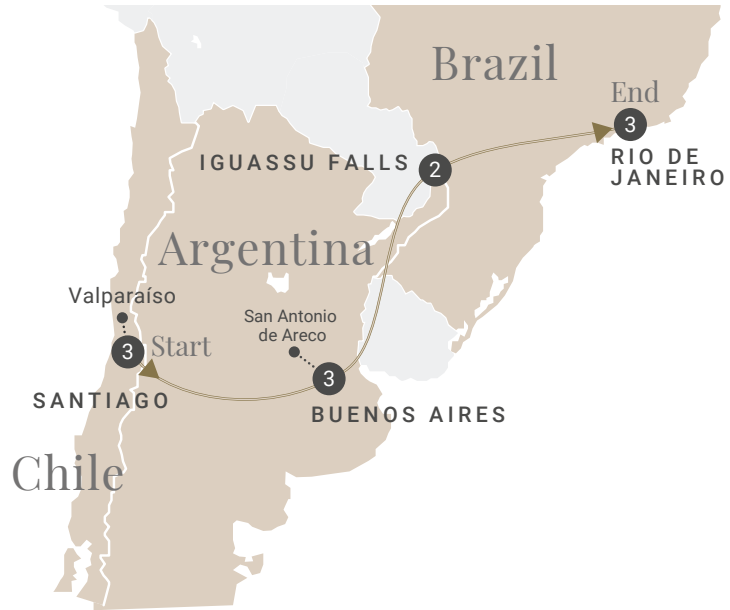 Brazil
End
3
RIO DE
JANEIRO
IGUASSU FALLS
2
Argentina
Valparaíso
San Antonio
de Areco
3
Start
SANTIAGO
3
BUENOS AIRES
Chile